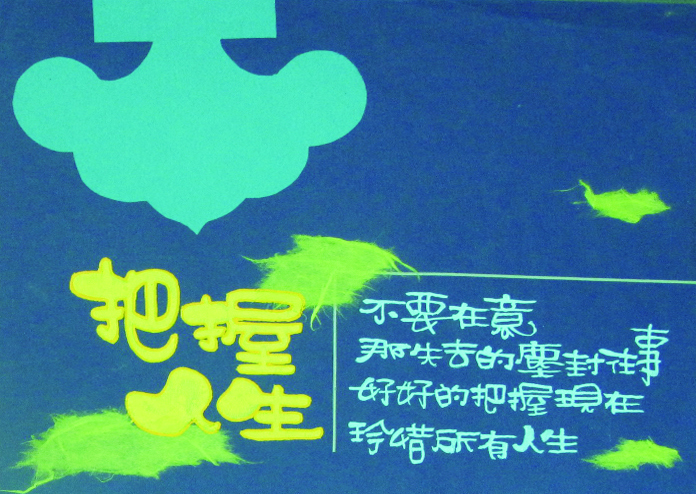 把握
人生
不要在意
那失去的塵封往事
好好的把握現在
珍惜所有人生